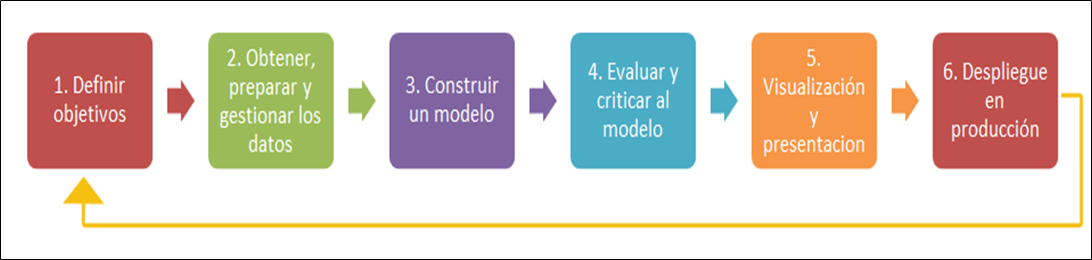 1. Definir
objetivos
2. Obtener,
preparar y
gestionar los
datos
3. Construir
un modelo
4. Evaluar y
criticar al
modelo
5.
Visualización
y
presentacion
6. Despliegue
en
producción